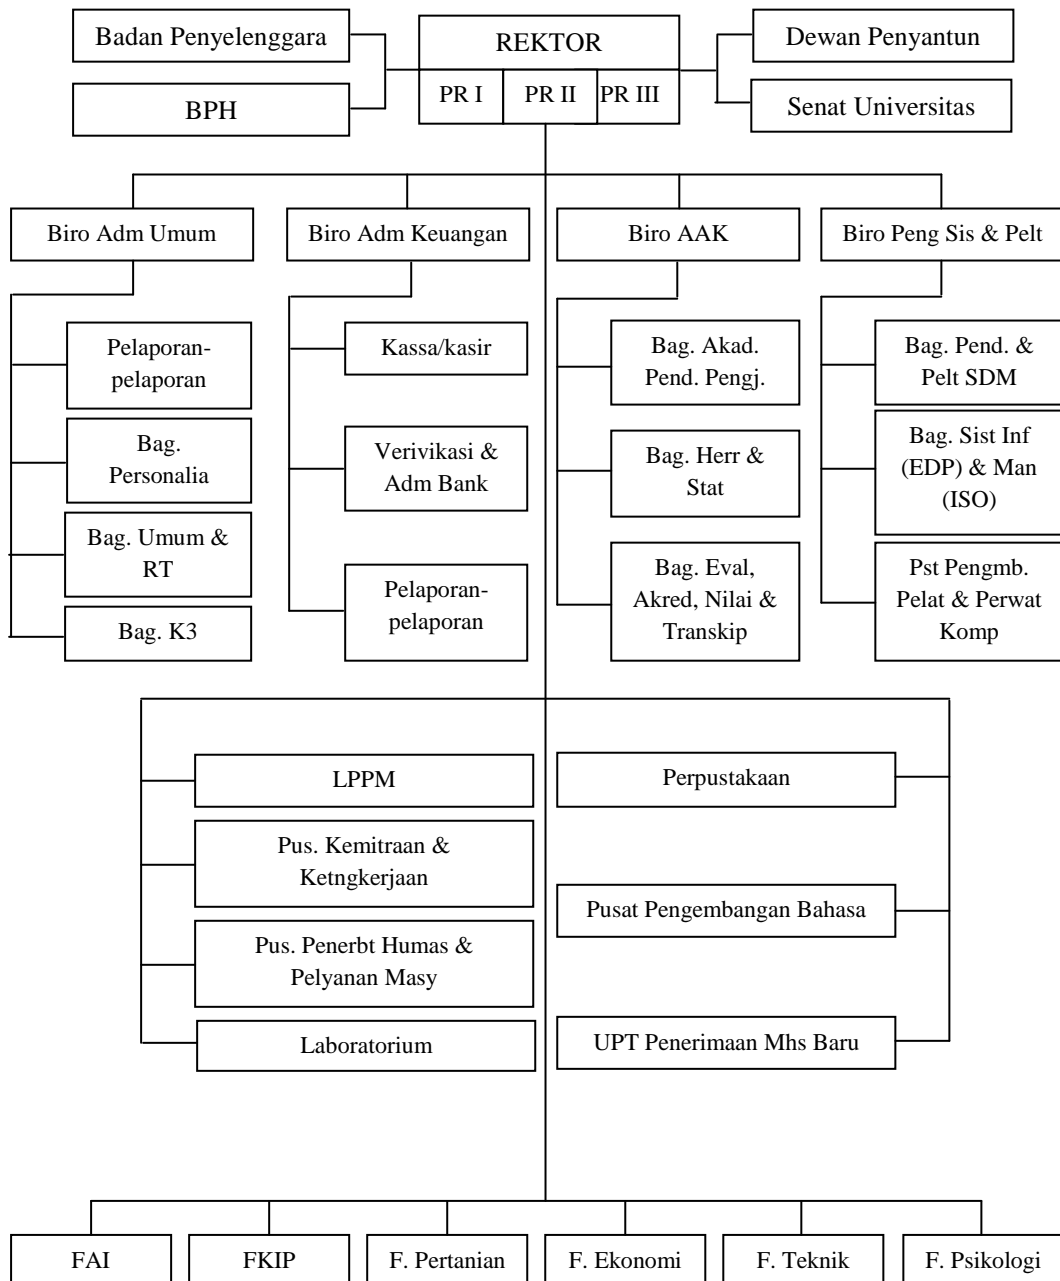 Badan Penyelenggara
REKTOR
Dewan Penyantun
PR I
PR II
PR III
BPH
Senat Universitas
Biro Adm Umum
Biro Adm Keuangan
Biro AAK
Biro Peng Sis & Pelt
Pelaporan-
pelaporan
Bag.
Personalia
Bag. Umum &
RT
Bag. K3
Kassa/kasir
Verivikasi &
Adm Bank
Pelaporan-
pelaporan
Bag. Akad.
Pend. Pengj.
Bag. Herr &
Stat
Bag. Eval,
Akred, Nilai &
Transkip
Bag. Pend. &
Pelt SDM
Bag. Sist Inf
(EDP) & Man
(ISO)
Pst Pengmb.
Pelat & Perwat
Komp
LPPM
Pus. Kemitraan &
Ketngkerjaan
Pus. Penerbt Humas &
Pelyanan Masy
Laboratorium
Perpustakaan
Pusat Pengembangan Bahasa
UPT Penerimaan Mhs Baru
FAI
FKIP
F. Pertanian
F. Ekonomi
F. Teknik
F. Psikologi